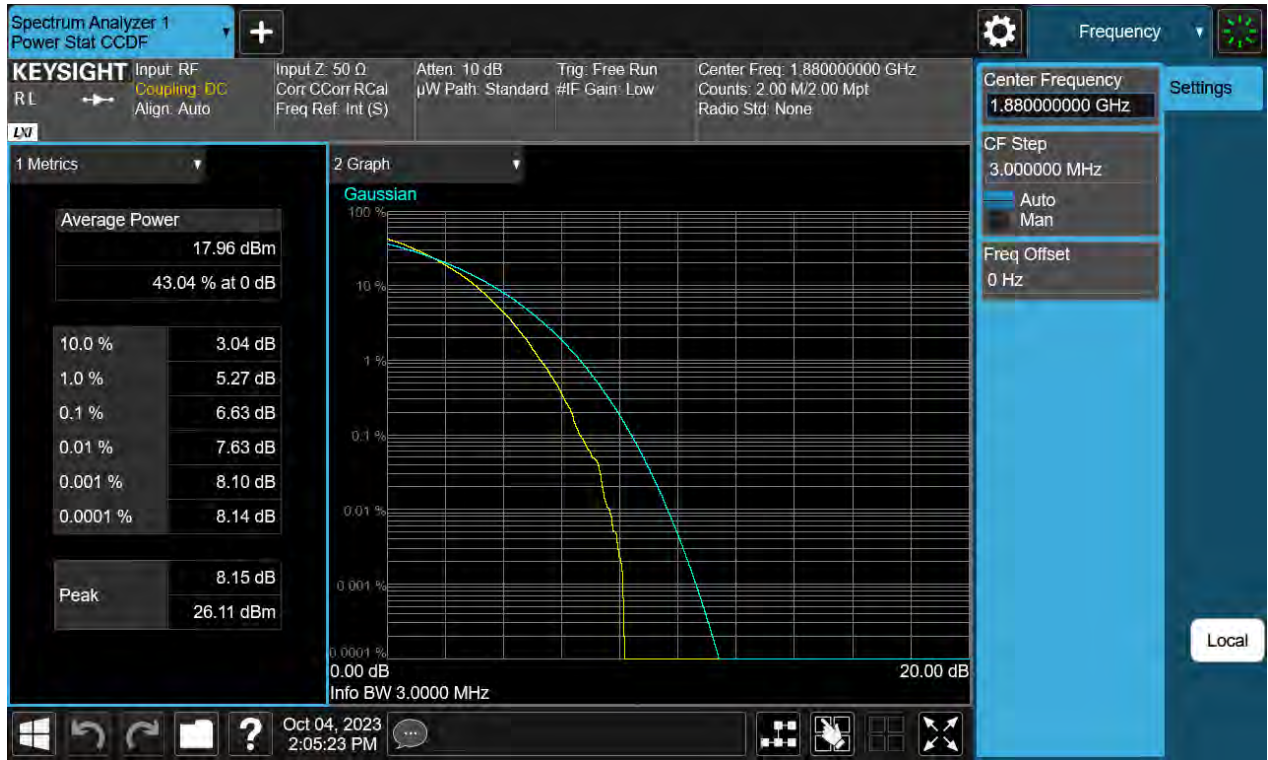 Spectrum Analyzer 1
Power Stat CCDF
Frequency
KEYSIGHT
RL
LXI
Input: RF
Coupling: DC
Align: Auto
Input Z: 50 Ω
Corr CCorr RCal
Freq Ref: Int (S)
Atten: 10 dB
µW Path: Standard
Trig: Free Run
#IF Gain: Low
Center Freq: 1.880000000 GHz
Counts: 2.00 M/2.00 Mpt
Radio Std: None
Center Frequency
1.880000000 GHz
Settings
CF Step
3.000000 MHz
Auto
Man
Freq Offset
0 Hz
1 Metrics
Average Power
17.96 dBm
43.04 % at 0 dB
10.0 % 3.04 dB
1.0 % 5.27 dB
0.1 % 6.63 dB
0.01 % 7.63 dB
0.001 % 8.10 dB
0.0001 % 8.14 dB
Peak
8.15 dB
26.11 dBm
2 Graph
Gaussian
100 %
10 %
1 %
0.1 %
0.01 %
0.001 %
0.0001 %
0.00 dB 20.00 dB
Info BW 3.0000 MHz
Local
?
Oct 04, 2023
2:05:23 PM